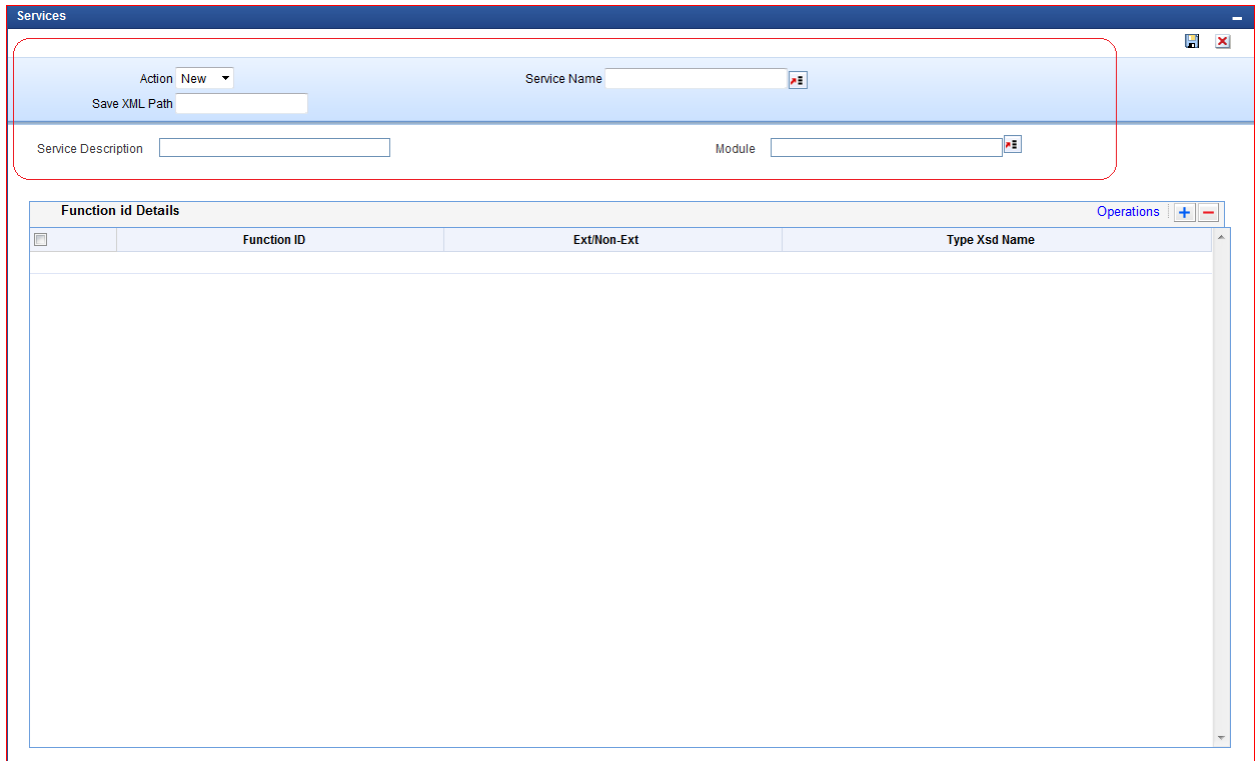 Services
Action New Service Name
Save XML Path
Service Description Module
Function id Details Operations
Function ID Ext/Non-Ext Type Xsd Name